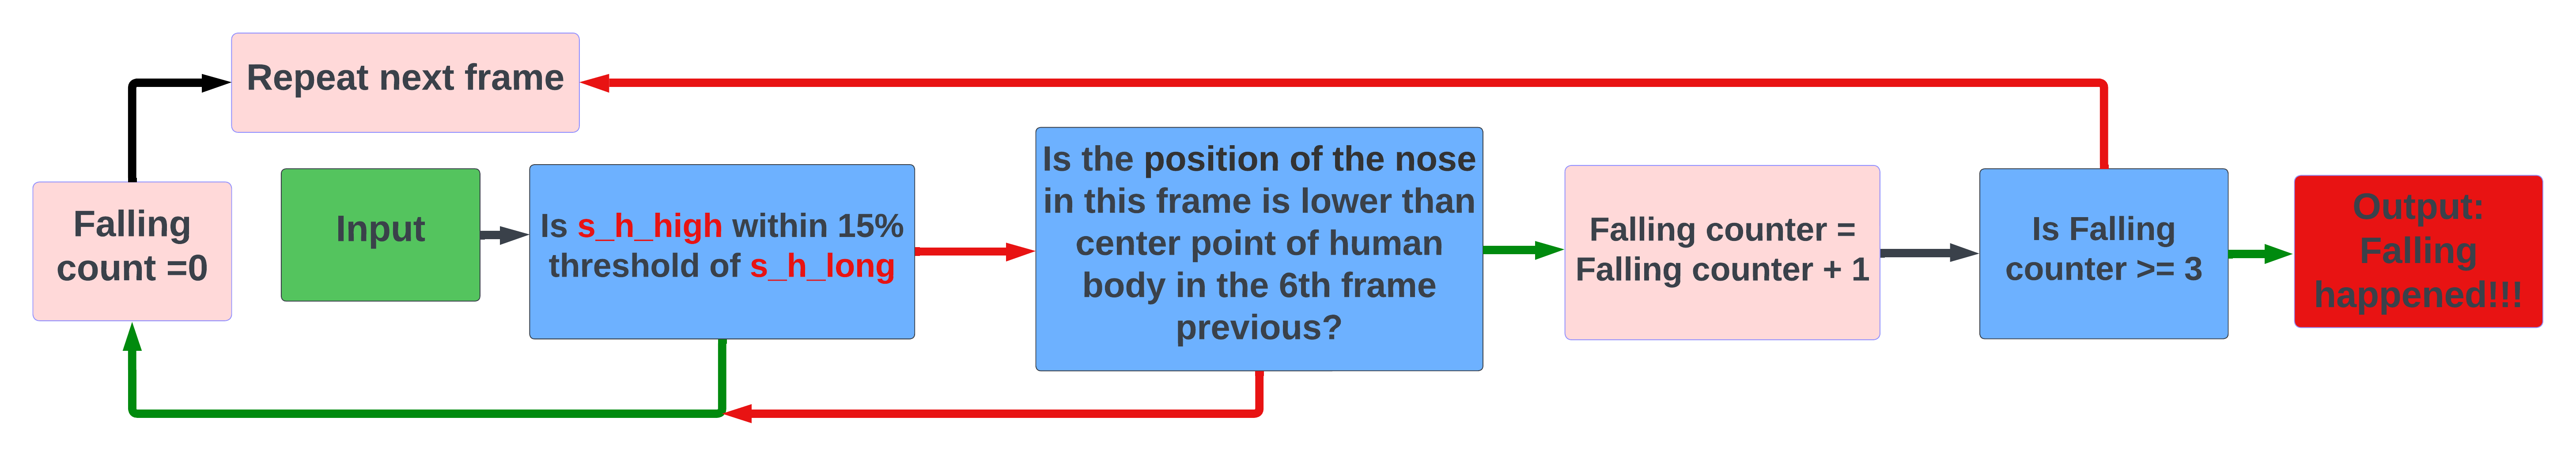 Repeat next frame
Falling
count =0
Input
Is s_h_high within 15%
threshold of s_h_long
Is the position of the nose
in this frame is lower than
center point of human
body in the 6th frame
previous?
Falling counter =
Falling counter + 1
Is Falling
counter >= 3
Output:
Falling
happened!!!